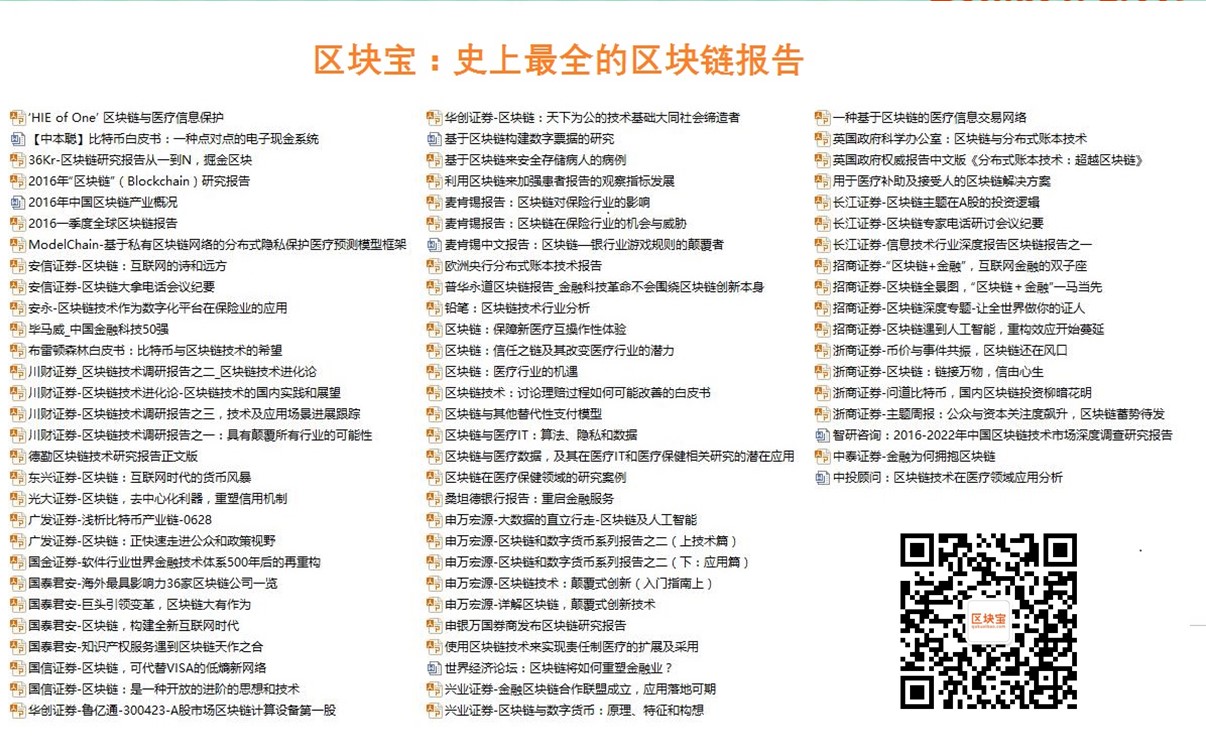 区块宝：史上最全的区块链报告
'HIE of One' 区块链与医疗信息保护
【中本聪】比特币白皮书：一种点对点的电子现金系统
36Kr-区块链研究报告从一到N，掘金区块
2016年“区块链”（Blockchain）研究报告
2016年中国区块链产业概况
2016一季度全球区块链报告
ModelChain-基于私有区块链网络的分布式隐私保护医疗预测模型框架
安信证券-区块链：互联网的诗和远方
安信证券-区块链大拿电话会议纪要
安永-区块链技术作为数字化平台在保险业的应用
毕马威_中国金融科技50强
布雷顿森林白皮书：比特币与区块链技术的希望
川财证券_区块链技术调研报告之二_区块链技术进化论
川财证券-区块链技术进化论-区块链技术的国内实践和展望
川财证券-区块链技术调研报告之三，技术及应用场景进展跟踪
川财证券-区块链技术调研报告之一：具有颠覆所有行业的可能性
德勤区块链技术研究报告正文版
东兴证券-区块链：互联网时代的货币风暴
光大证券-区块链，去中心化利器，重塑信用机制
广发证券-浅析比特币产业链-0628
广发证券-区块链：正快速走进公众和政策视野
国金证券-软件行业世界金融技术体系500年后的再重构
国泰君安-海外最具影响力36家区块链公司一览
国泰君安-巨头引领变革，区块链大有作为
国泰君安-区块链，构建全新互联网时代
国泰君安-知识产权服务遇到区块链天作之合
国信证券-区块链，可代替VISA的低熵新网络
国信证券-区块链：是一种开放的进阶的思想和技术
华创证券-鲁亿通-300423-A股市场区块链计算设备第一股
华创证券-区块链：天下为公的技术基础大同社会缔造者
基于区块链构建数字票据的研究
基于区块链来安全存储病人的病例
利用区块链来加强患者报告的观察指标发展
麦肯锡报告：区块链对保险行业的影响
麦肯锡报告：区块链在保险行业的机会与威胁
麦肯锡中文报告：区块链—银行业游戏规则的颠覆者
欧洲央行分布式账本技术报告
普华永道区块链报告_金融科技革命不会围绕区块链创新本身
铅笔：区块链技术行业分析
区块链：保障新医疗互操作性体验
区块链：信任之链及其改变医疗行业的潜力
区块链：医疗行业的机遇
区块链技术：讨论理赔过程如何可能改善的白皮书
区块链与其他替代性支付模型
区块链与医疗IT：算法、隐私和数据
区块链与医疗数据，及其在医疗IT和医疗保健相关研究的潜在应用
区块链在医疗保健领域的研究案例
桑坦德银行报告：重启金融服务
申万宏源-大数据的直立行走-区块链及人工智能
申万宏源-区块链和数字货币系列报告之二（上技术篇）
申万宏源-区块链和数字货币系列报告之二（下：应用篇）
申万宏源-区块链技术：颠覆式创新（入门指南上）
申万宏源-详解区块链，颠覆式创新技术
申银万国券商发布区块链研究报告
使用区块链技术来实现责任制医疗的扩展及采用
世界经济论坛：区块链将如何重塑金融业？
兴业证券-金融区块链合作联盟成立，应用落地可期
兴业证券-区块链与数字货币：原理、特征和构想
一种基于区块链的医疗信息交易网络
英国政府科学办公室：区块链与分布式账本技术
英国政府权威报告中文版《分布式账本技术：超越区块链》
用于医疗补助及接受人的区块链解决方案
长江证券-区块链主题在A股的投资逻辑
长江证券-区块链专家电话研讨会议纪要
长江证券-信息技术行业深度报告区块链报告之一
招商证券-“区块链+金融”，互联网金融的双子座
招商证券-区块链全景图，“区块链＋金融”一马当先
招商证券-区块链深度专题-让全世界做你的证人
招商证券-区块链遇到人工智能，重构效应开始蔓延
浙商证券-币价与事件共振，区块链还在风口
浙商证券-区块链：链接万物，信由心生
浙商证券-问道比特币，国内区块链投资柳暗花明
浙商证券-主题周报：公众与资本关注度飙升，区块链蓄势待发
智研咨询：2016-2022年中国区块链技术市场深度调查研究报告
中泰证券-金融为何拥抱区块链
中投顾问：区块链技术在医疗领域应用分析
区块宝